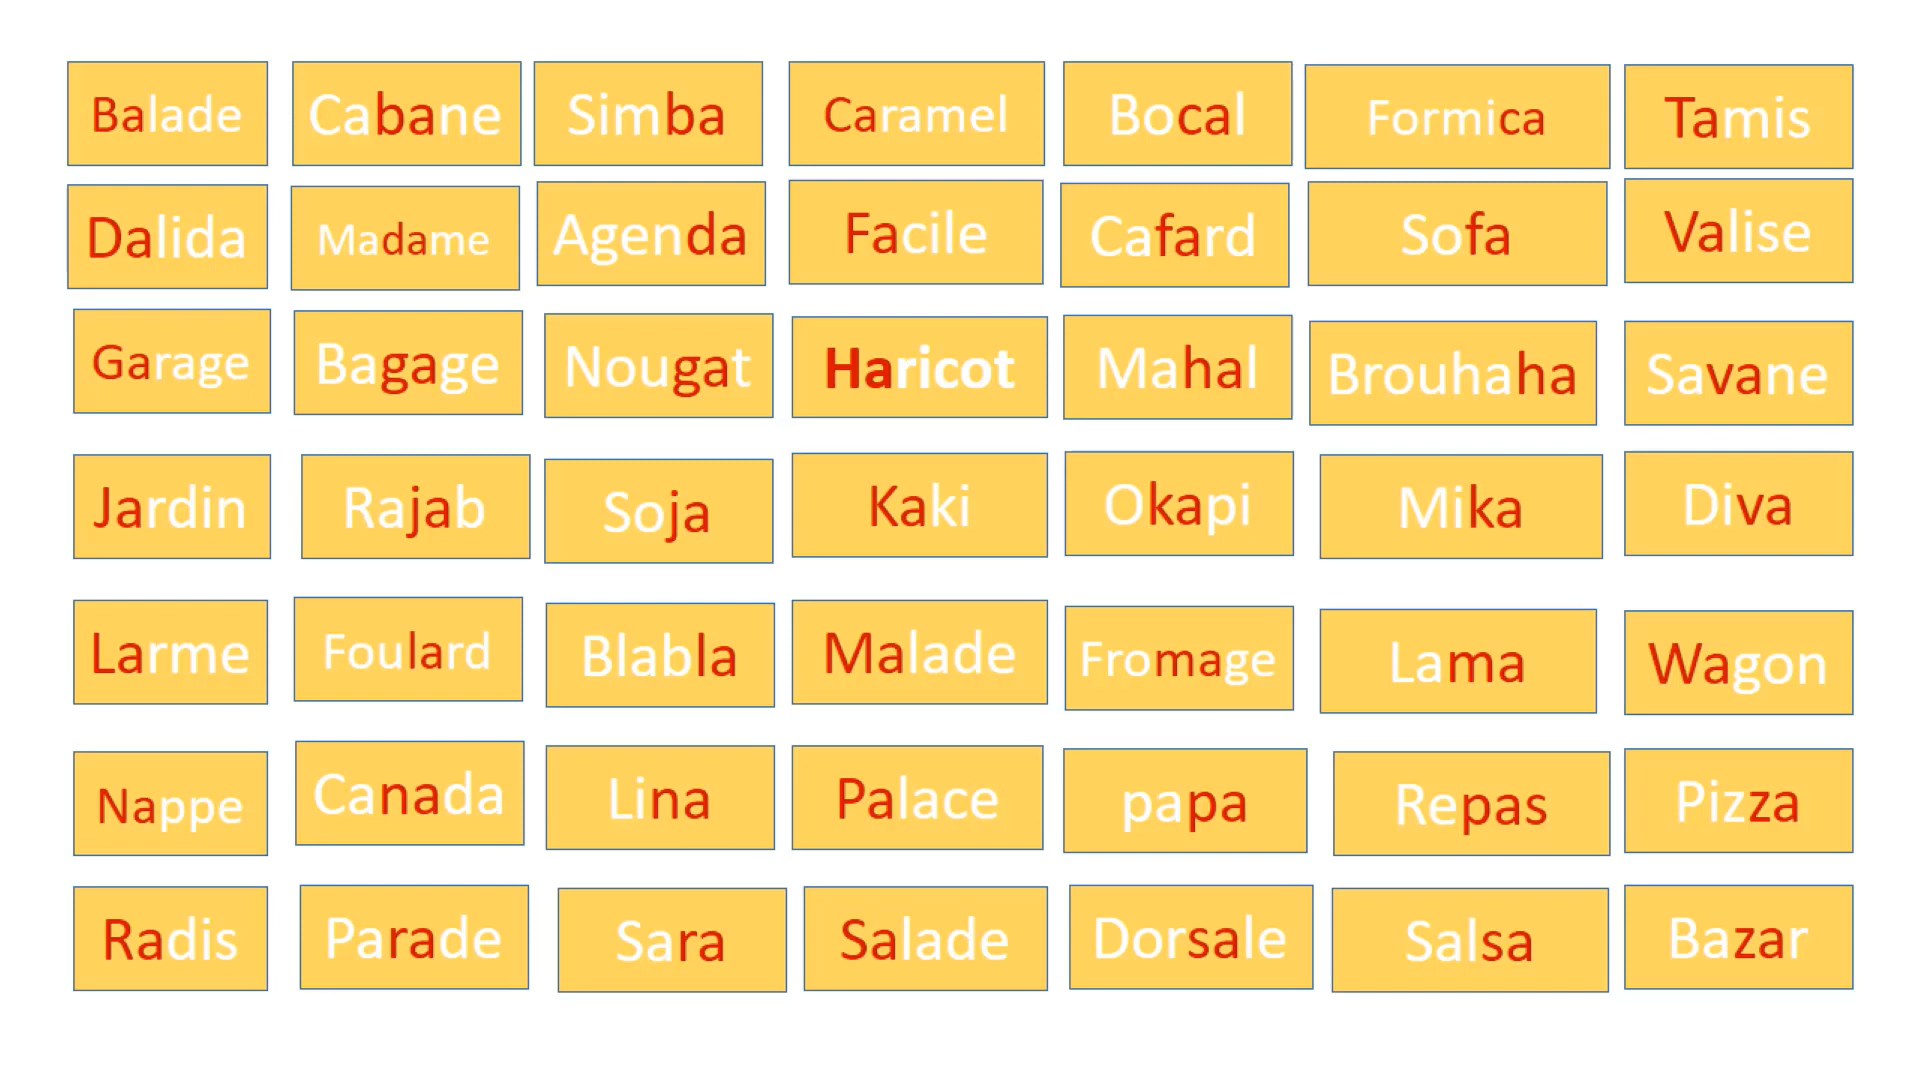 Balade Cabane Simba Caramel Bocal Formica Tamis
Dalida Madame Agenda Facile Cafard Sofa Valise
Garage Bagage Nougat Haricot Mahal Brouhaha Savane
Jardin Rajab Soja Kaki Okapi Mika Diva
Larme Foulard Blabla Malade Fromage Lama Wagon
Nappe Canada Lina Palace papa Repas Pizza
Radis Parade Sara Salade Dorsale Salsa Bazar